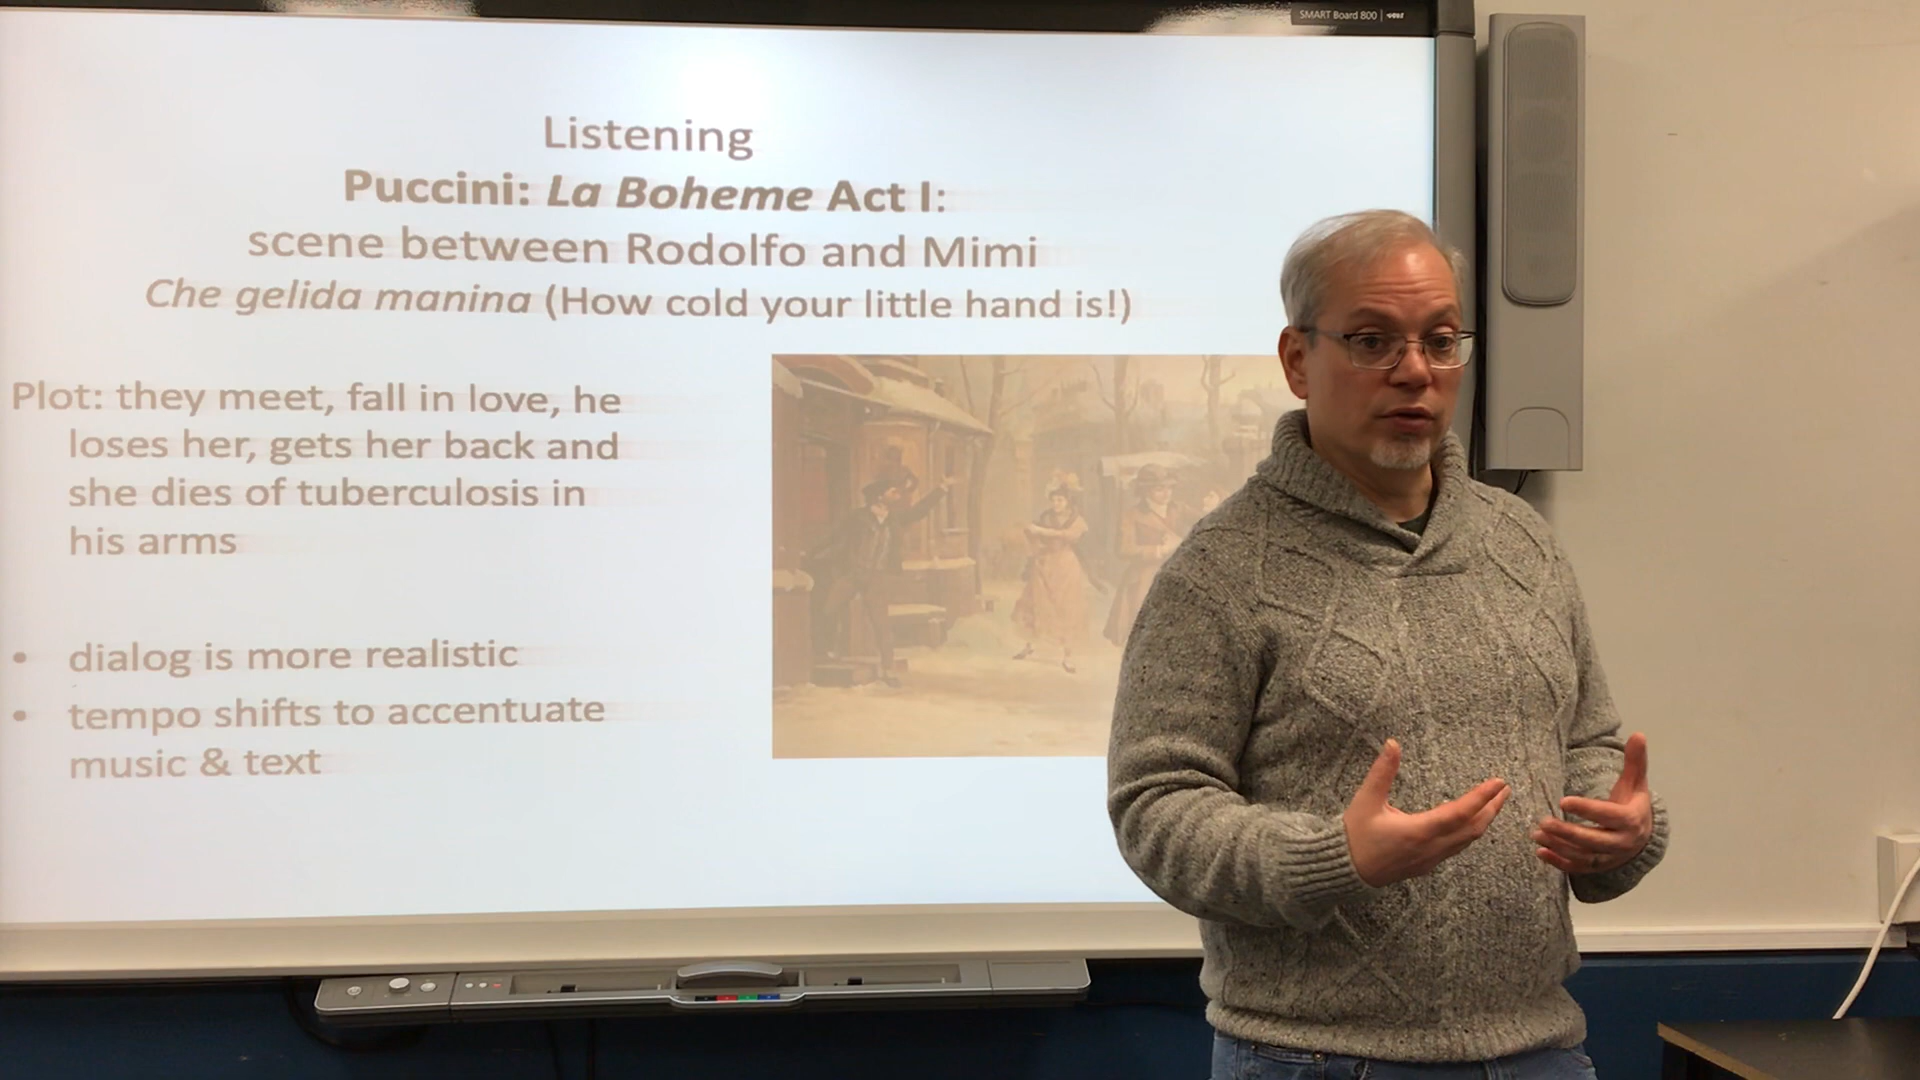 SMART Board 800
Listening
Puccini: La Boheme Act I:
scene between Rodolfo and Mimi
Che gelida manina (How cold your little hand is!)
Plot: they meet, fall in love, he
loses her, gets her back and
she dies of tuberculosis in
his arms
• dialog is more realistic
• tempo shifts to accentuate
music & text